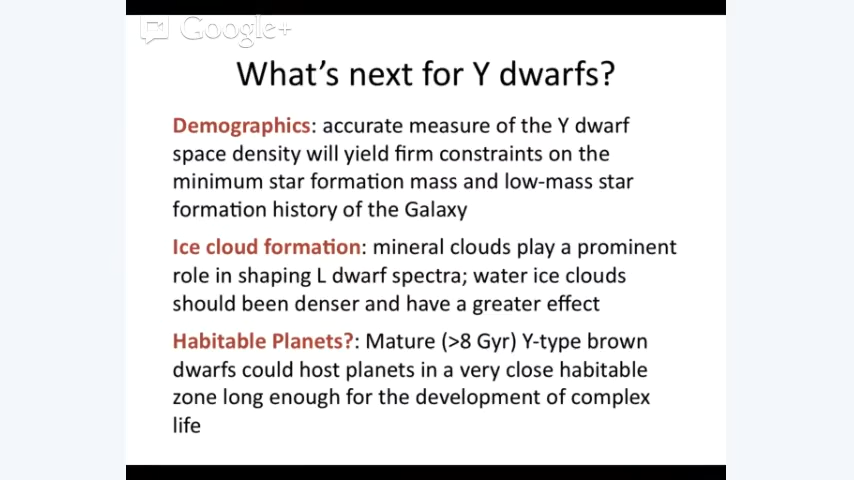 Google+
What's next for Y dwarfs?
Demographics: accurate measure of the Y dwarf
space density will yield firm constraints on the
minimum star formation mass and low-mass star
formation history of the Galaxy
Ice cloud formation: mineral clouds play a prominent
role in shaping L dwarf spectra; water ice clouds
should been denser and have a greater effect
Habitable Planets?: Mature (>8 Gyr) Y-type brown
dwarfs could host planets in a very close habitable
zone long enough for the development of complex
life